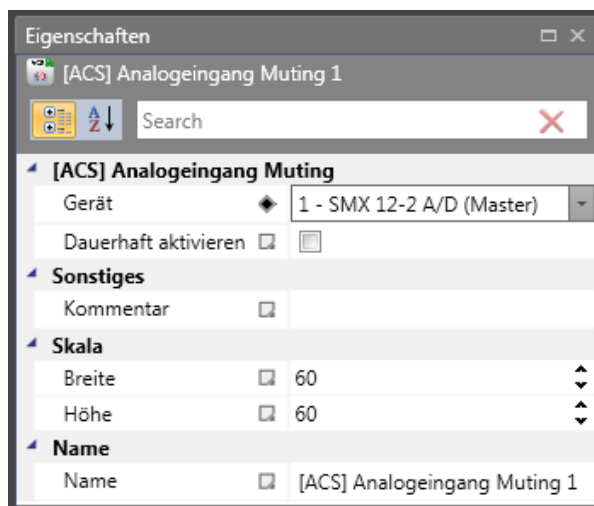 Eigenschaften
[ACS] Analogeingang Muting 1
Search
[ACS] Analogeingang Muting
Gerät 1 - SMX 12-2 A/D (Master)
Dauerhaft aktivieren
Sonstiges
Kommentar
Skala
Breite 60
Höhe 60
Name
Name [ACS] Analogeingang Muting 1